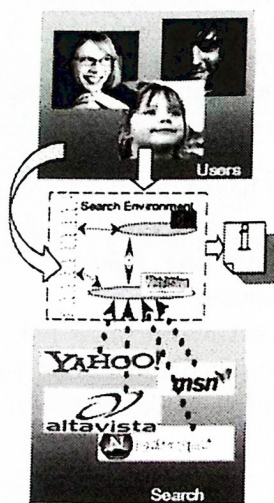 Users
Search Environment
i
YAHOO!
msn
altavista
N
Search